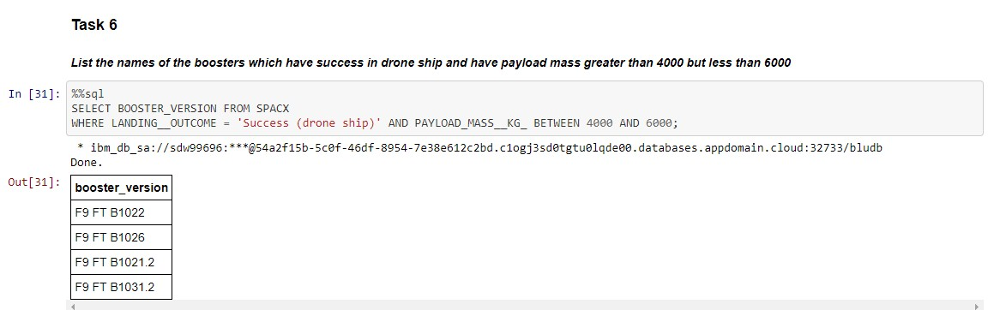 Task 6
List the names of the boosters which have success in drone ship and have payload mass greater than 4000 but less than 6000
In [31]: %%sql
SELECT BOOSTER_VERSION FROM SPACX
WHERE LANDING__OUTCOME = 'Success (drone ship)' AND PAYLOAD_MASS__KG_ BETWEEN 4000 AND 6000;
* ibm_db_sa://sdw99696:***@54a2f15b-5c0f-46df-8954-7e38e612c2bd.c1ogj3sd0tgtu0lqde00.databases.appdomain.cloud:32733/bludb
Done.
Out[31]: booster_version
F9 FT B1022
F9 FT B1026
F9 FT B1021.2
F9 FT B1031.2